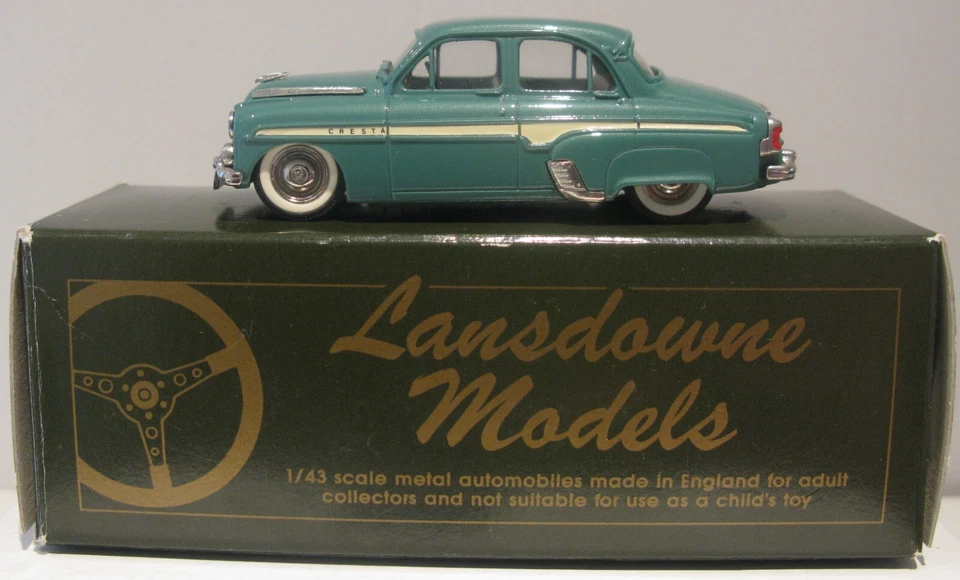 CRESTA
Lansdowne
Models
1/43 scale metal automobiles made in England for adult
collectors and not suitable for use as a child's toy